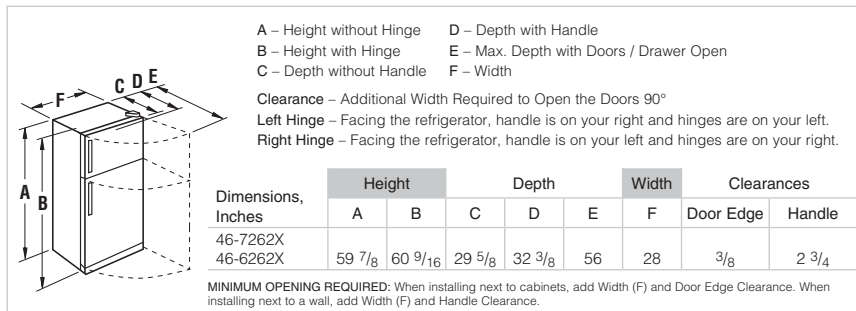 A – Height without Hinge D – Depth with Handle
B – Height with Hinge E – Max. Depth with Doors / Drawer Open
C – Depth without Handle F – Width
Clearance – Additional Width Required to Open the Doors 90°
Left Hinge – Facing the refrigerator, handle is on your right and hinges are on your left.
Right Hinge – Facing the refrigerator, handle is on your left and hinges are on your right.
F C D E
A B
Dimensions, Inches Height Depth Width Clearances
A B C D E F Door Edge Handle
46-7262X
46-6262X 59 7/8 60 9/16 29 5/8 32 3/8 56 28 3/8 2 3/4
MINIMUM OPENING REQUIRED: When installing next to cabinets, add Width (F) and Door Edge Clearance. When
installing next to a wall, add Width (F) and Handle Clearance.